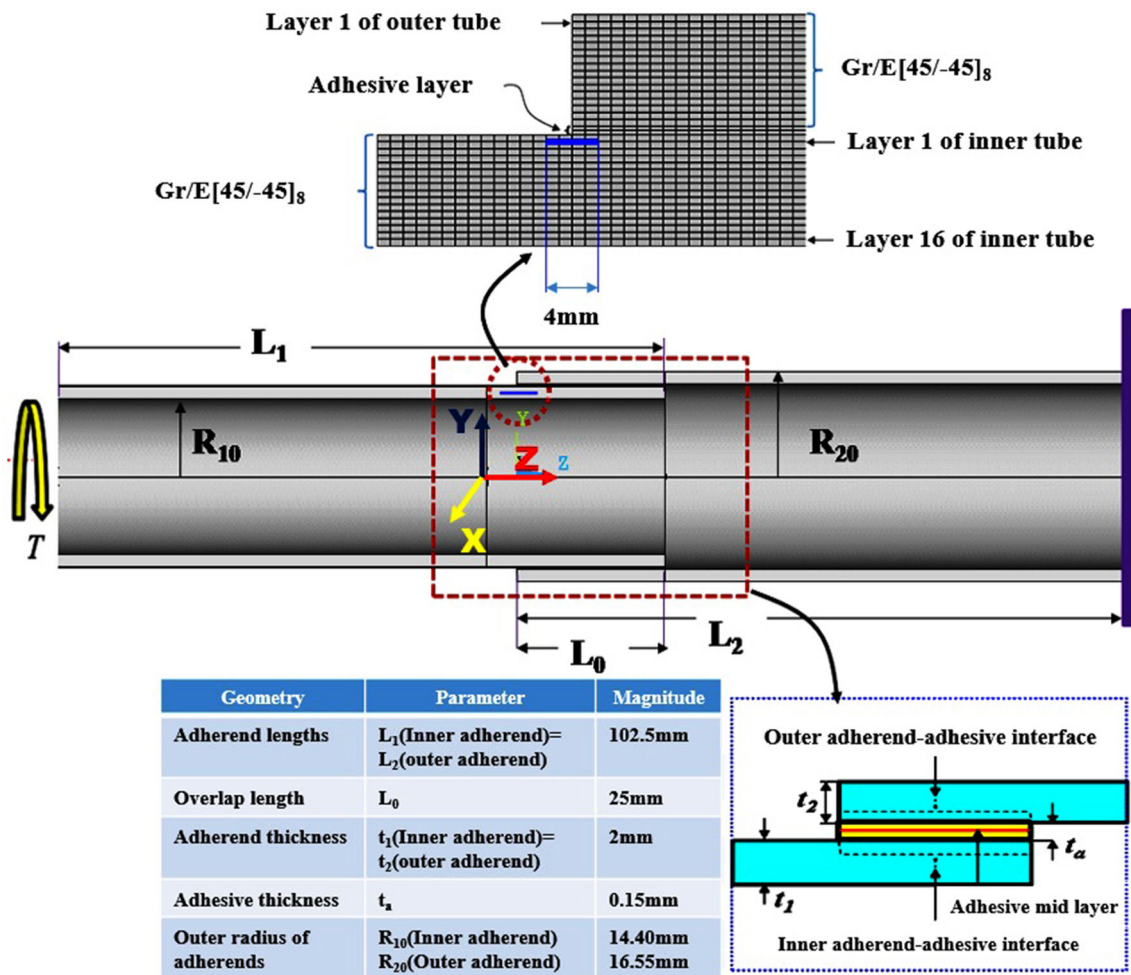 Layer 1 of outer tube
Gr/E[45/-45]₈
Adhesive layer
Layer 1 of inner tube
Gr/E[45/-45]₈
Layer 16 of inner tube
4mm
L₁
R₁₀
Y
Y
Z
Z
X
R₂₀
T
L₂
L₀
Geometry Parameter Magnitude
Adherend lengths L₁(Inner adherend)= 102.5mm
L₂(outer adherend)
Overlap length L₀ 25mm
Adherend thickness t₁(Inner adherend)= 2mm
t₂(outer adherend)
Adhesive thickness tₐ 0.15mm
Outer radius of R₁₀(Inner adherend) 14.40mm
adherends R₂₀(Outer adherend) 16.55mm
Outer adherend-adhesive interface
t₂
tₐ
t₁
Adhesive mid layer
Inner adherend-adhesive interface